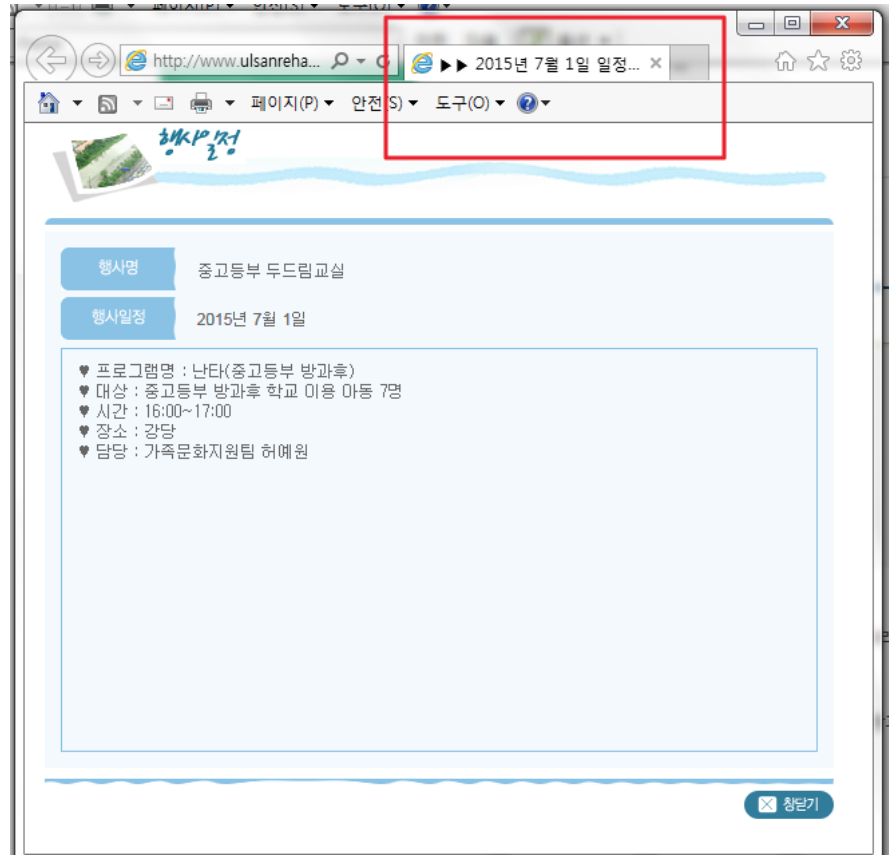 http://www.ulsanreha...
▶▶ 2015년 7월 1일 일정...
페이지(P) 안전(S) 도구(O)
행사일정
행사명
중고등부 두드림교실
행사일정
2015년 7월 1일
♥ 프로그램명 : 난타(중고등부 방과후)
♥ 대상 : 중고등부 방과후 학교 이용 아동 7명
♥ 시간 : 16:00~17:00
♥ 장소 : 강당
♥ 담당 : 가족문화지원팀 허예원
창닫기